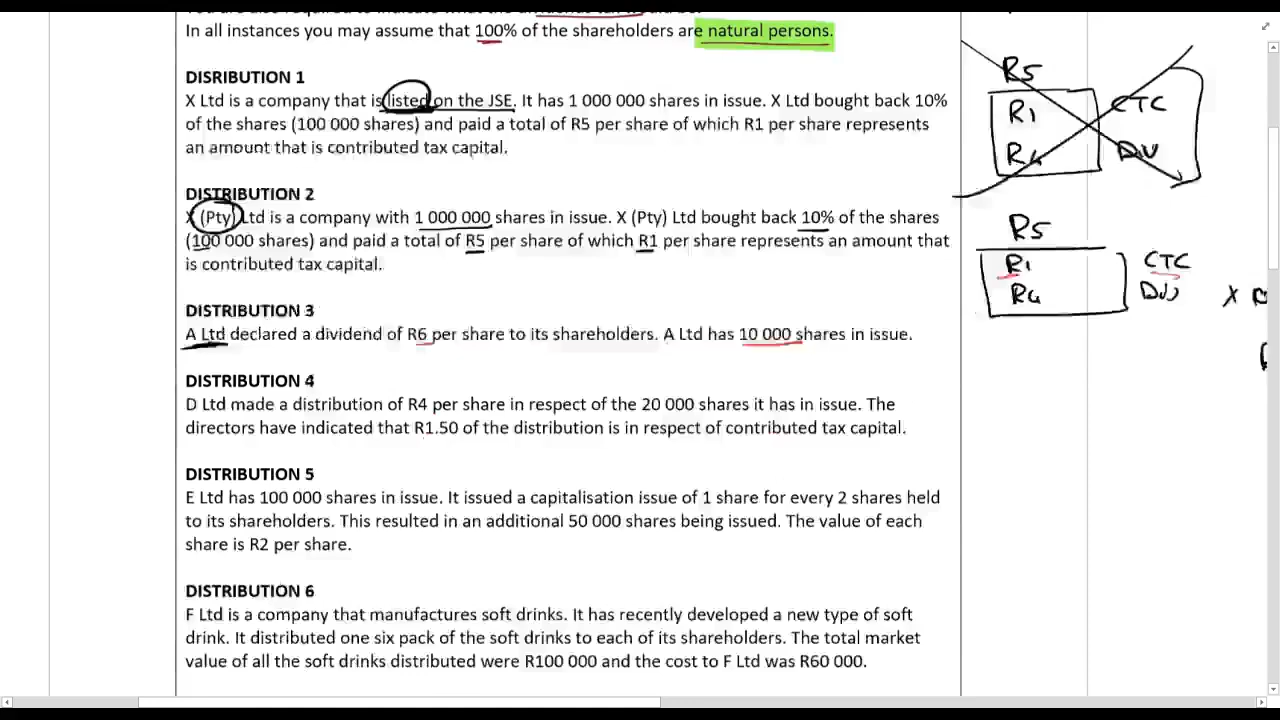 In all instances you may assume that 100% of the shareholders are natural persons.
DISRIBUTION 1
X Ltd is a company that is listed on the JSE. It has 1 000 000 shares in issue. X Ltd bought back 10%
of the shares (100 000 shares) and paid a total of R5 per share of which R1 per share represents
an amount that is contributed tax capital.
DISTRIBUTION 2
X (Pty) Ltd is a company with 1 000 000 shares in issue. X (Pty) Ltd bought back 10% of the shares
(100 000 shares) and paid a total of R5 per share of which R1 per share represents an amount that
is contributed tax capital.
DISTRIBUTION 3
A Ltd declared a dividend of R6 per share to its shareholders. A Ltd has 10 000 shares in issue.
DISTRIBUTION 4
D Ltd made a distribution of R4 per share in respect of the 20 000 shares it has in issue. The
directors have indicated that R1.50 of the distribution is in respect of contributed tax capital.
DISTRIBUTION 5
E Ltd has 100 000 shares in issue. It issued a capitalisation issue of 1 share for every 2 shares held
to its shareholders. This resulted in an additional 50 000 shares being issued. The value of each
share is R2 per share.
DISTRIBUTION 6
F Ltd is a company that manufactures soft drinks. It has recently developed a new type of soft
drink. It distributed one six pack of the soft drinks to each of its shareholders. The total market
value of all the soft drinks distributed were R100 000 and the cost to F Ltd was R60 000.
R5
R1 CTC
R4 DIV
R5
R1 CTC
R4 DIV X